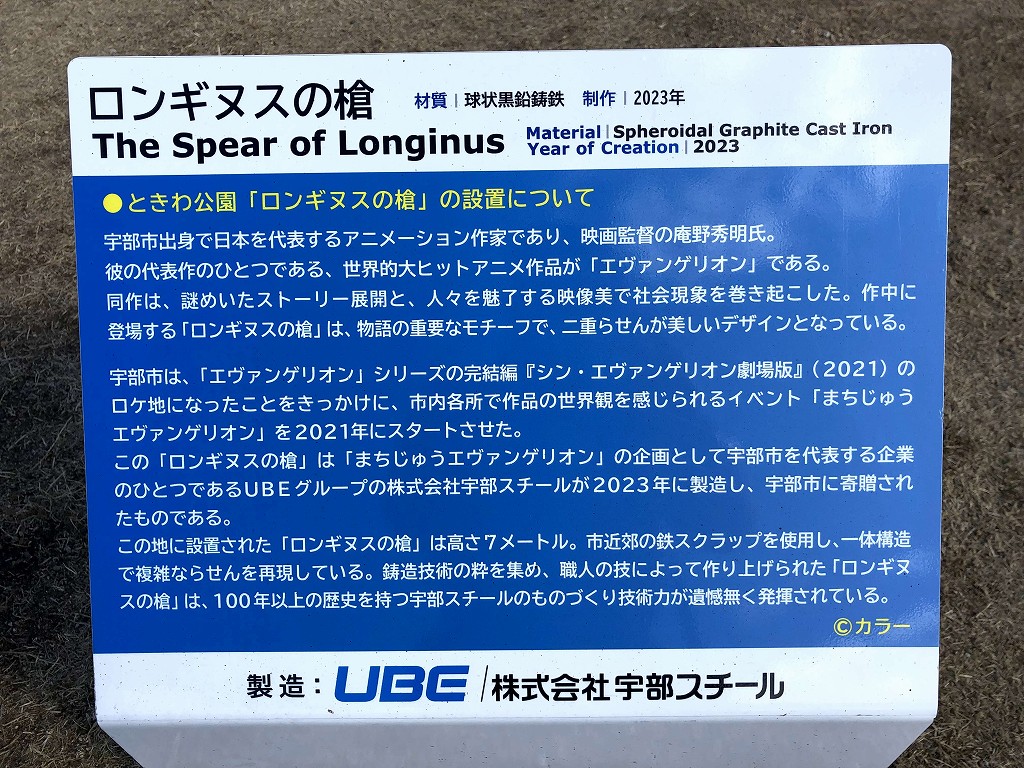 ロンギヌスの槍 材質|球状黒鉛鋳鉄 制作|2023年
The Spear of Longinus Material|Spheroidal Graphite Cast Iron
Year of Creation|2023
●ときわ公園「ロンギヌスの槍」の設置について
宇部市出身で日本を代表するアニメーション作家であり、映画監督の庵野秀明氏。
彼の代表作のひとつである、世界的大ヒットアニメ作品が「エヴァンゲリオン」である。
同作は、謎めいたストーリー展開と、人々を魅了する映像美で社会現象を巻き起こした。作中に
登場する「ロンギヌスの槍」は、物語の重要なモチーフで、二重らせんが美しいデザインとなっている。
宇部市は、「エヴァンゲリオン」シリーズの完結編『シン・エヴァンゲリオン劇場版』(2021)の
ロケ地になったことをきっかけに、市内各所で作品の世界観を感じられるイベント「まちじゅう
エヴァンゲリオン」を2021年にスタートさせた。
この「ロンギヌスの槍」は「まちじゅうエヴァンゲリオン」の企画として宇部市を代表する企業
のひとつであるUBEグループの株式会社宇部スチールが2023年に製造し、宇部市に寄贈され
たものである。
この地に設置された「ロンギヌスの槍」は高さ7メートル。市近郊の鉄スクラップを使用し、一体構造
で複雑ならせんを再現している。鋳造技術の粋を集め、職人の技によって作り上げられた「ロンギヌ
スの槍」は、100年以上の歴史を持つ宇部スチールのものづくり技術力が遺憾無く発揮されている。
©カラー
製造:UBE/株式会社宇部スチール